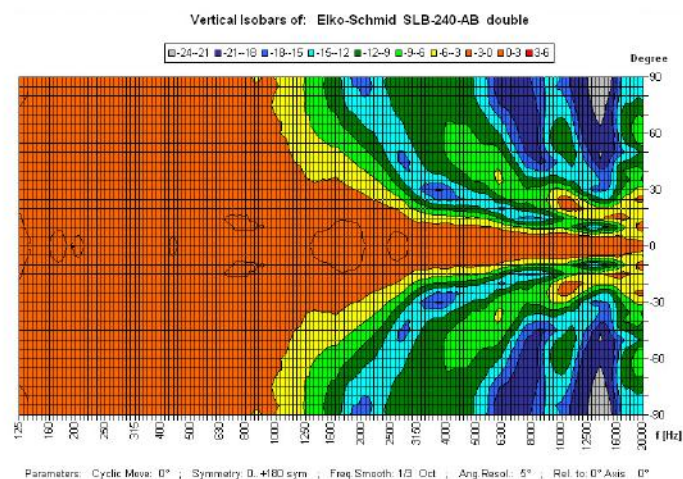 Vertical Isobars of: Elko-Schmid SLB-240-AB double
-24--21 -21--18 -18--15 -15--12 -12--9 -9--6 -6--3 -3-0 0-3 3-6
Degree
90
60
30
0
-30
-60
-90
125 160 200 250 315 400 500 630 800 1000 1250 1600 2000 2500 3150 4000 5000 6300 8000 10000 12500 16000 20000
f [Hz]
Parameters: Cyclic Move: 0° ; Symmetry: 0.. +180 sym ; Freq.Smooth: 1/3 Oct ; Ang.Resol.: 5° ; Rel. to: 0° Axis 0°